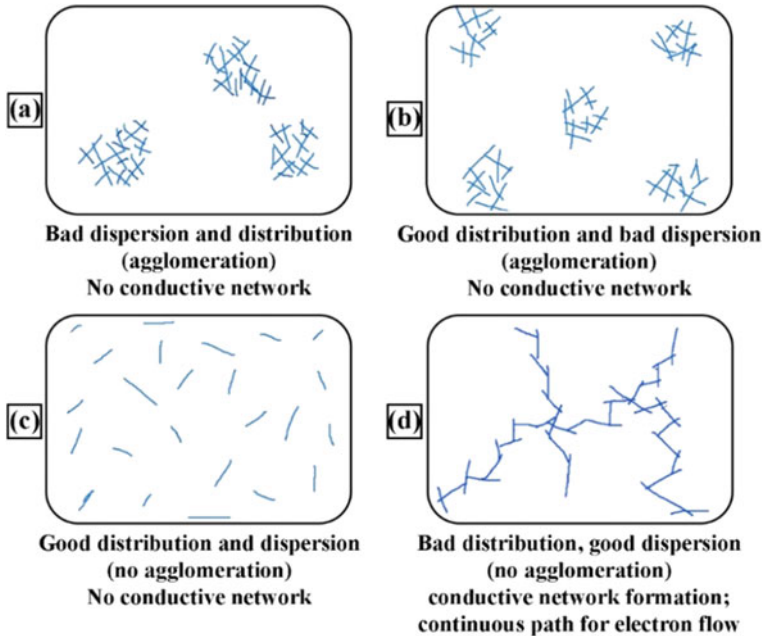 (a)
Bad dispersion and distribution
(agglomeration)
No conductive network
(b)
Good distribution and bad dispersion
(agglomeration)
No conductive network
(c)
Good distribution and dispersion
(no agglomeration)
No conductive network
(d)
Bad distribution, good dispersion
(no agglomeration)
conductive network formation;
continuous path for electron flow